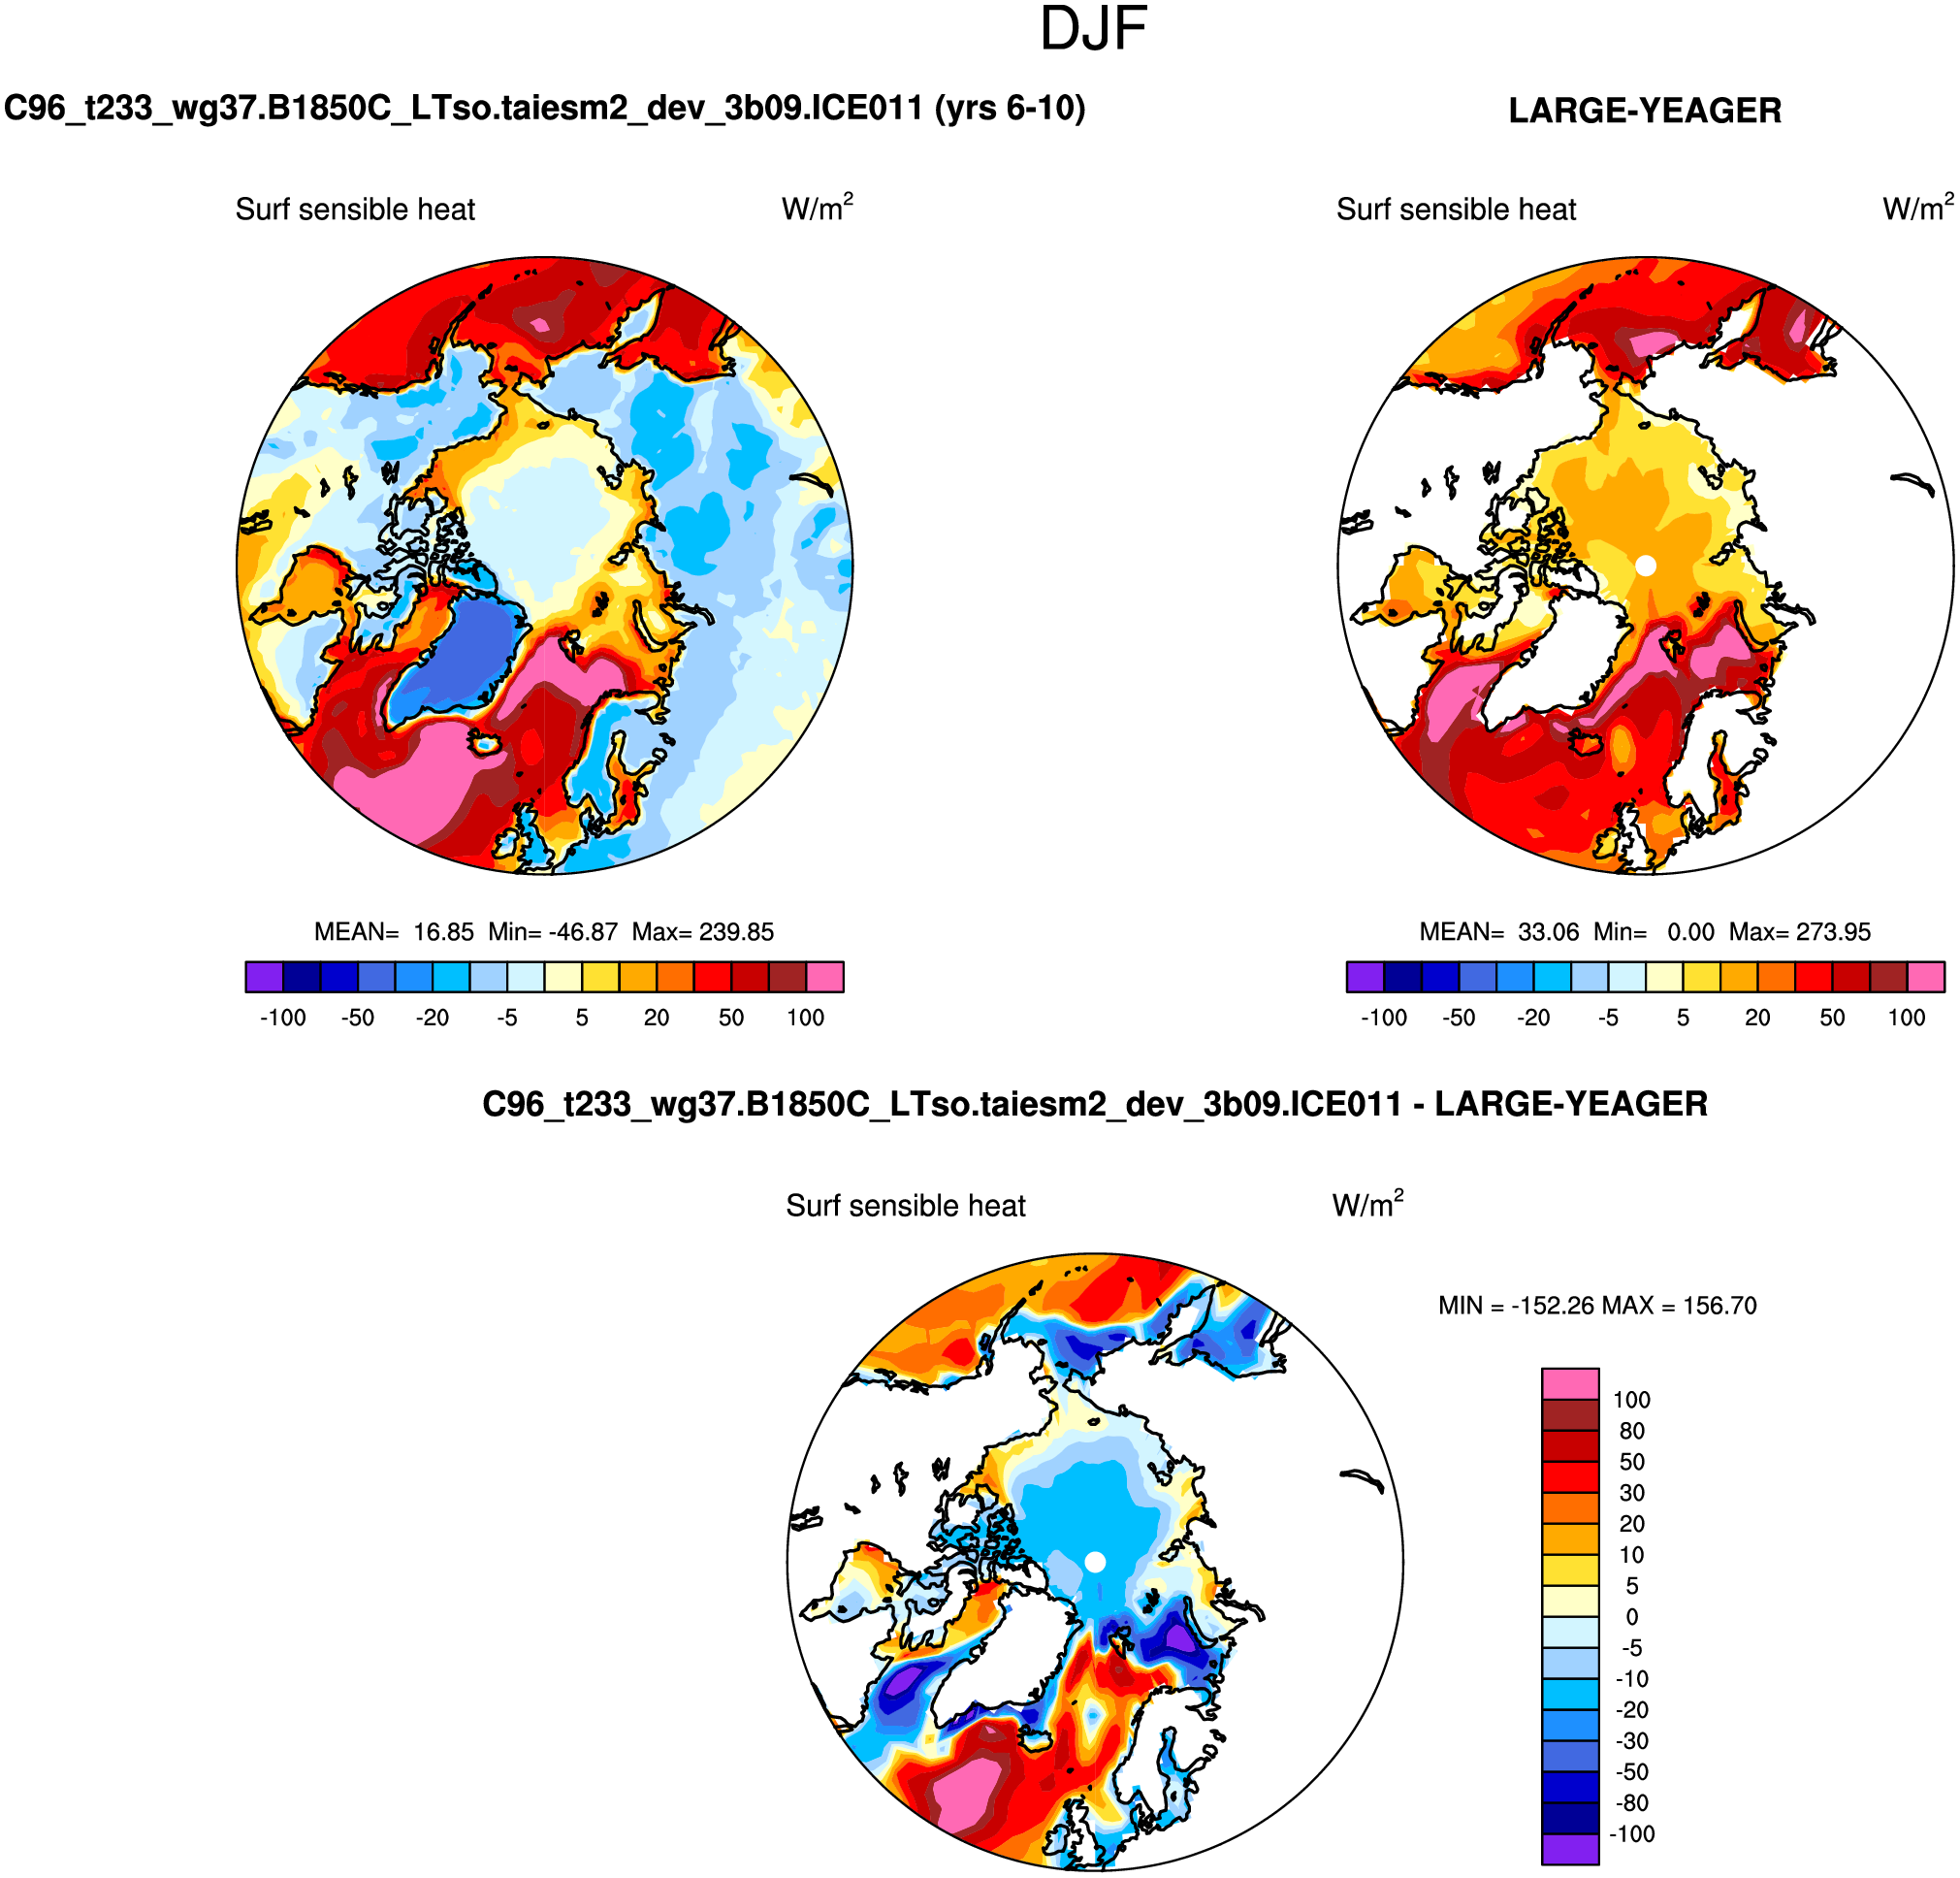 DJF
C96_t233_wg37.B1850C_LTso.taiesm2_dev_3b09.ICE011 (yrs 6-10)
LARGE-YEAGER
Surf sensible heat W/m2
Surf sensible heat W/m2
MEAN= 16.85 Min= -46.87 Max= 239.85
MEAN= 33.06 Min= 0.00 Max= 273.95
-100 -50 -20 -5 5 20 50 100
-100 -50 -20 -5 5 20 50 100
C96_t233_wg37.B1850C_LTso.taiesm2_dev_3b09.ICE011 - LARGE-YEAGER
Surf sensible heat W/m2
MIN = -152.26 MAX = 156.70
100
80
50
30
20
10
5
0
-5
-10
-20
-30
-50
-80
-100